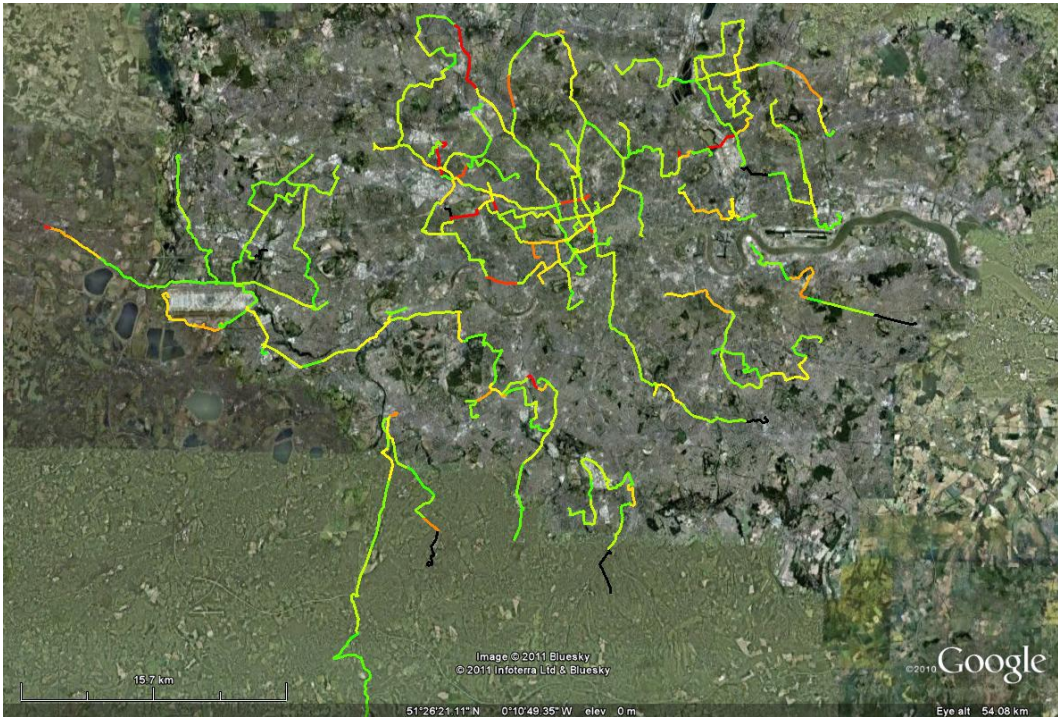 Image © 2011 Bluesky
© 2011 Infoterra Ltd & Bluesky
©2010 Google
15.7 km
51°26'21.11" N 0°10'49.35" W elev 0 m Eye alt 54.08 km